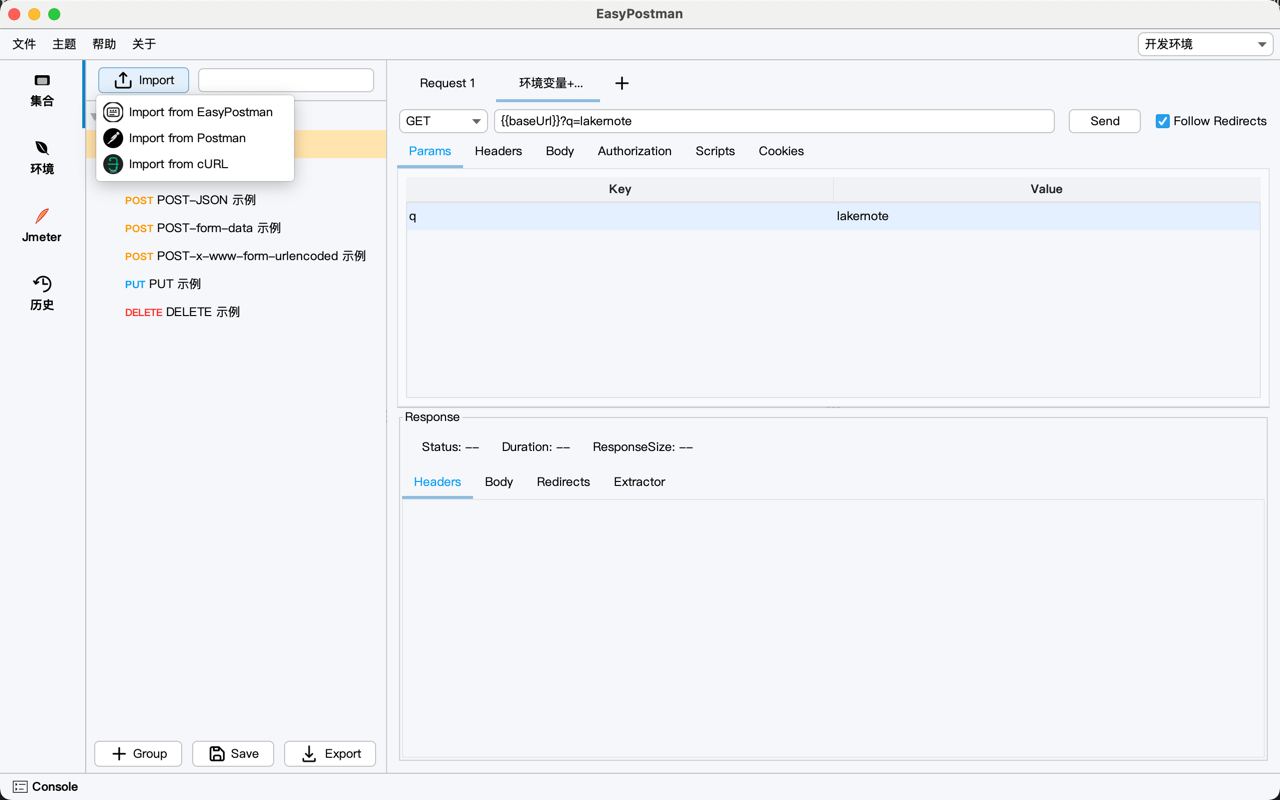 EasyPostman
文件 主题 帮助 关于 开发环境
集合
环境
Jmeter
历史
Import
Import from EasyPostman
Import from Postman
Import from cURL
POST POST-JSON 示例
POST POST-form-data 示例
POST POST-x-www-form-urlencoded 示例
PUT PUT 示例
DELETE DELETE 示例
Group Save Export
Request 1 环境变量+...
GET {{baseUrl}}?q=lakernote Send Follow Redirects
Params Headers Body Authorization Scripts Cookies
Key Value
q lakernote
Response
Status: -- Duration: -- ResponseSize: --
Headers Body Redirects Extractor
Console